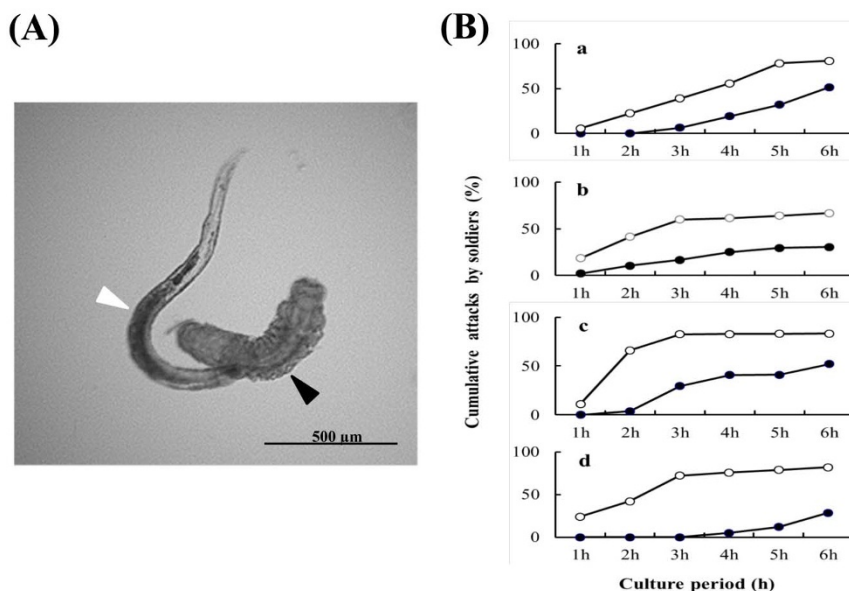 (A)
500 µm
(B)
Cumulative attacks by soldiers (%)
a
100
50
0
1h 2h 3h 4h 5h 6h
b
100
50
0
1h 2h 3h 4h 5h 6h
c
100
50
0
1h 2h 3h 4h 5h 6h
d
100
50
0
1h 2h 3h 4h 5h 6h
Culture period (h)